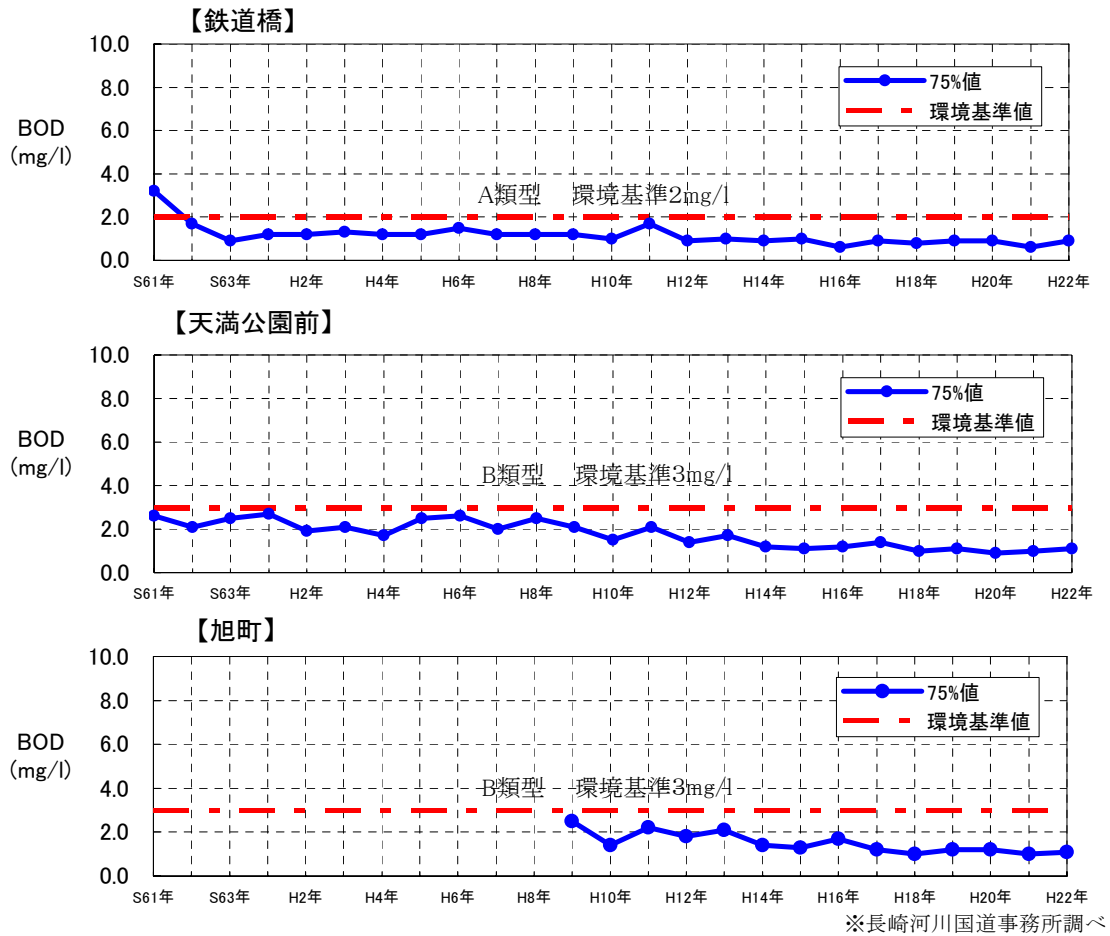 【鉄道橋】
10.0
8.0
6.0
4.0
2.0
0.0
BOD
(mg/l)
75%値
環境基準値
A類型 環境基準2mg/l
S61年 S63年 H2年 H4年 H6年 H8年 H10年 H12年 H14年 H16年 H18年 H20年 H22年
【天満公園前】
10.0
8.0
6.0
4.0
2.0
0.0
BOD
(mg/l)
75%値
環境基準値
B類型 環境基準3mg/l
S61年 S63年 H2年 H4年 H6年 H8年 H10年 H12年 H14年 H16年 H18年 H20年 H22年
【旭町】
10.0
8.0
6.0
4.0
2.0
0.0
BOD
(mg/l)
75%値
環境基準値
B類型 環境基準3mg/l
S61年 S63年 H2年 H4年 H6年 H8年 H10年 H12年 H14年 H16年 H18年 H20年 H22年
※長崎河川国道事務所調べ